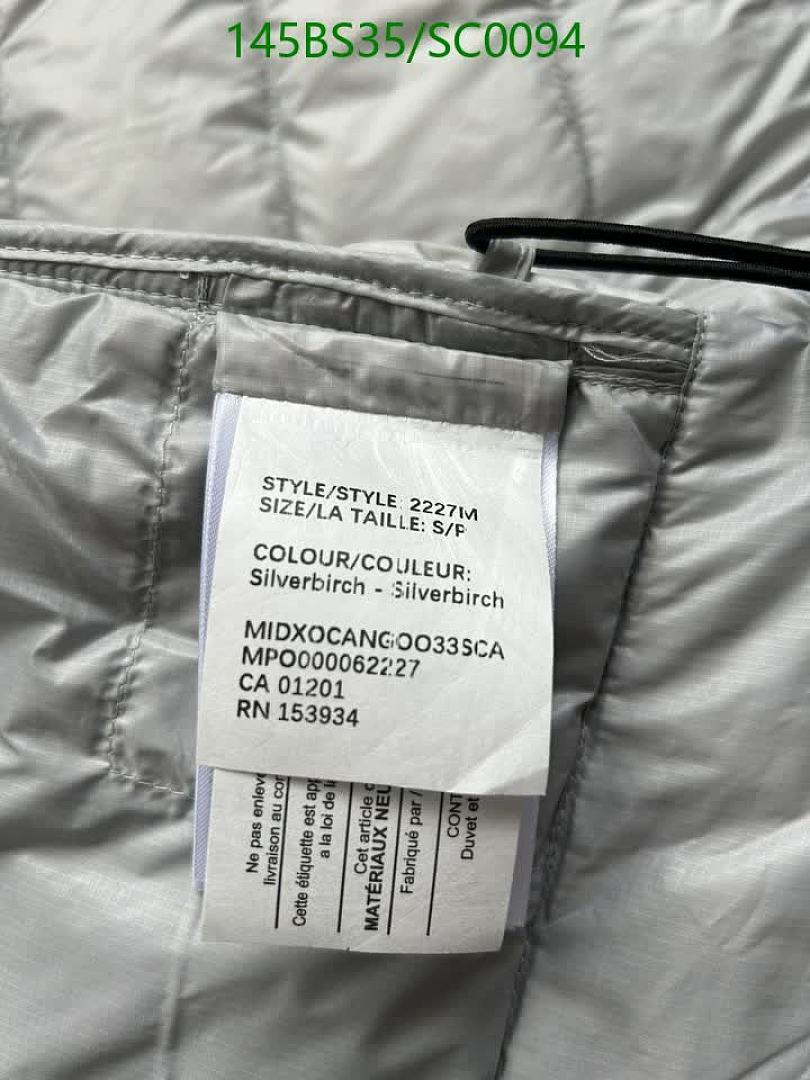 145BS35/SC0094
STYLE/STYLE: 2227M
SIZE/LA TAILLE: S/P
COLOUR/COULEUR:
Silverbirch - Silverbirch
MIDXOCANGOO33SCA
MPO000062227
CA 01201
RN 153934
Ne pas enleve
livraison au co
Cette étiquette est app
a la loi de la
Cet article
MATÉRIAUX NEU
Fabriqué par /
CONT
Duvet et